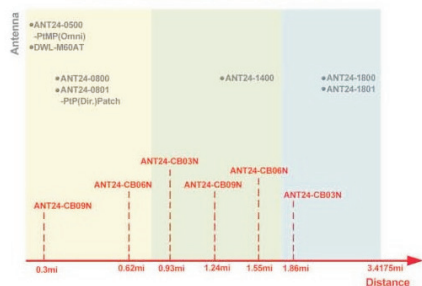 Antenna
ANT24-0500
-PtMP(Omni)
DWL-M60AT
ANT24-0800
ANT24-0801
-PtP(Dir.)Patch
ANT24-1400
ANT24-1800
ANT24-1801
ANT24-CB03N
ANT24-CB06N
ANT24-CB06N
ANT24-CB09N
ANT24-CB03N
ANT24-CB09N
0.3mi
0.62mi
0.93mi
1.24mi
1.55mi
1.86mi
3.4175mi
Distance